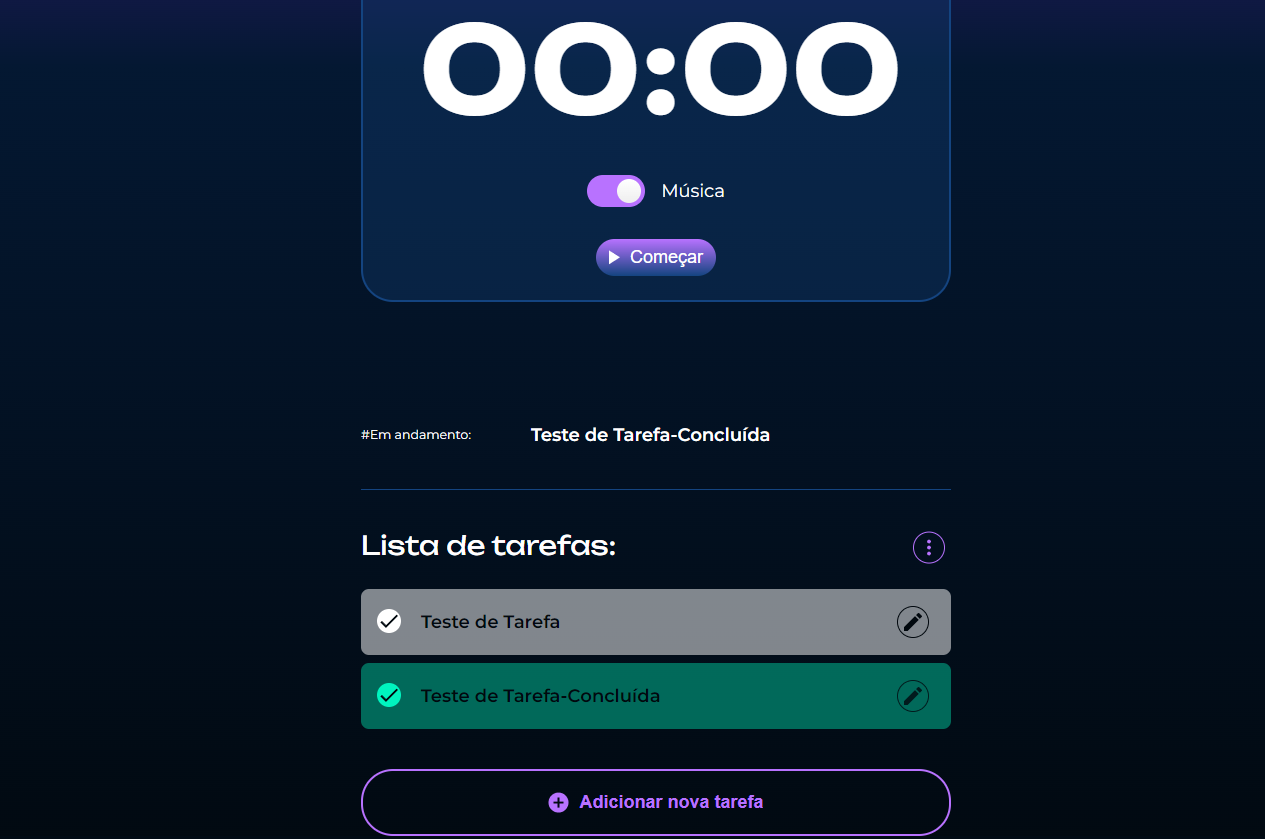 00:00
Música
Começar
#Em andamento:
Teste de Tarefa-Concluída
Lista de tarefas:
Teste de Tarefa
Teste de Tarefa-Concluída
Adicionar nova tarefa